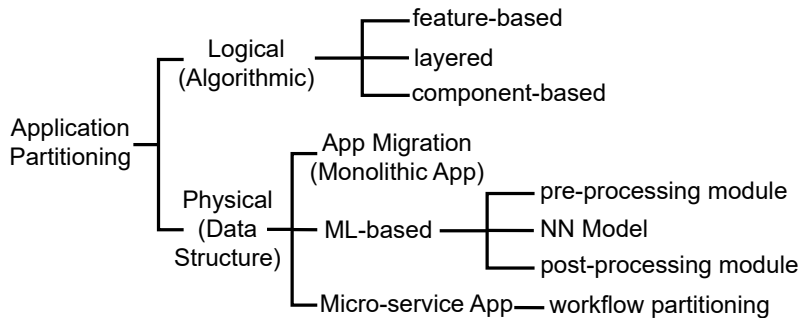 Application
Partitioning
Logical
(Algorithmic)
feature-based
layered
component-based
Physical
(Data
Structure)
App Migration
(Monolithic App)
ML-based
pre-processing module
NN Model
post-processing module
Micro-service App
workflow partitioning